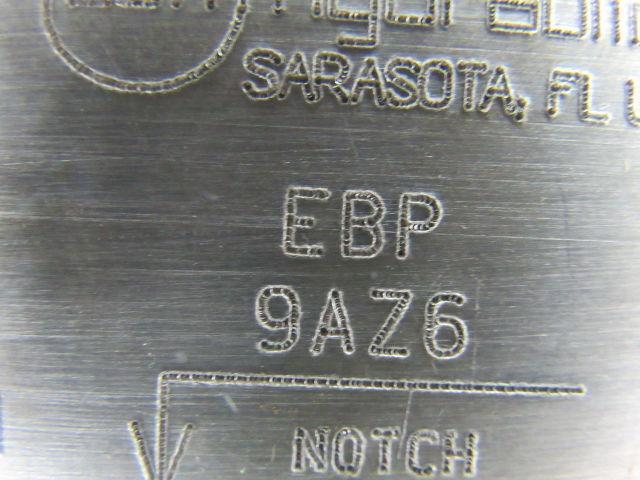 SARASOTA, FL
EBP
9AZ6
NOTCH